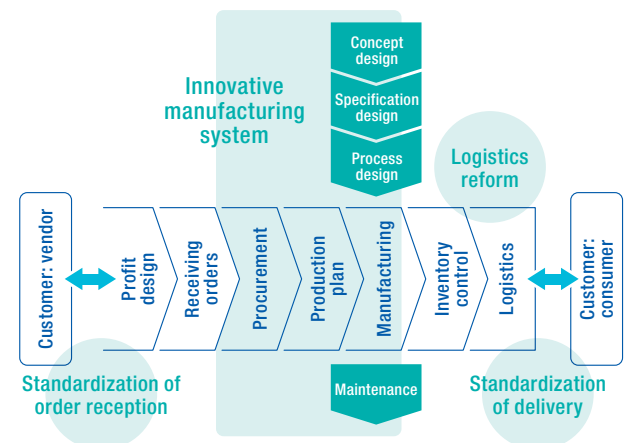 Concept
design
Specification
design
Process
design
Innovative
manufacturing
system
Logistics
reform
Customer: vendor
Profit
design
Receiving
orders
Procurement
Production
plan
Manufacturing
Inventory
control
Logistics
Customer:
consumer
Standardization of
order reception
Maintenance
Standardization
of delivery